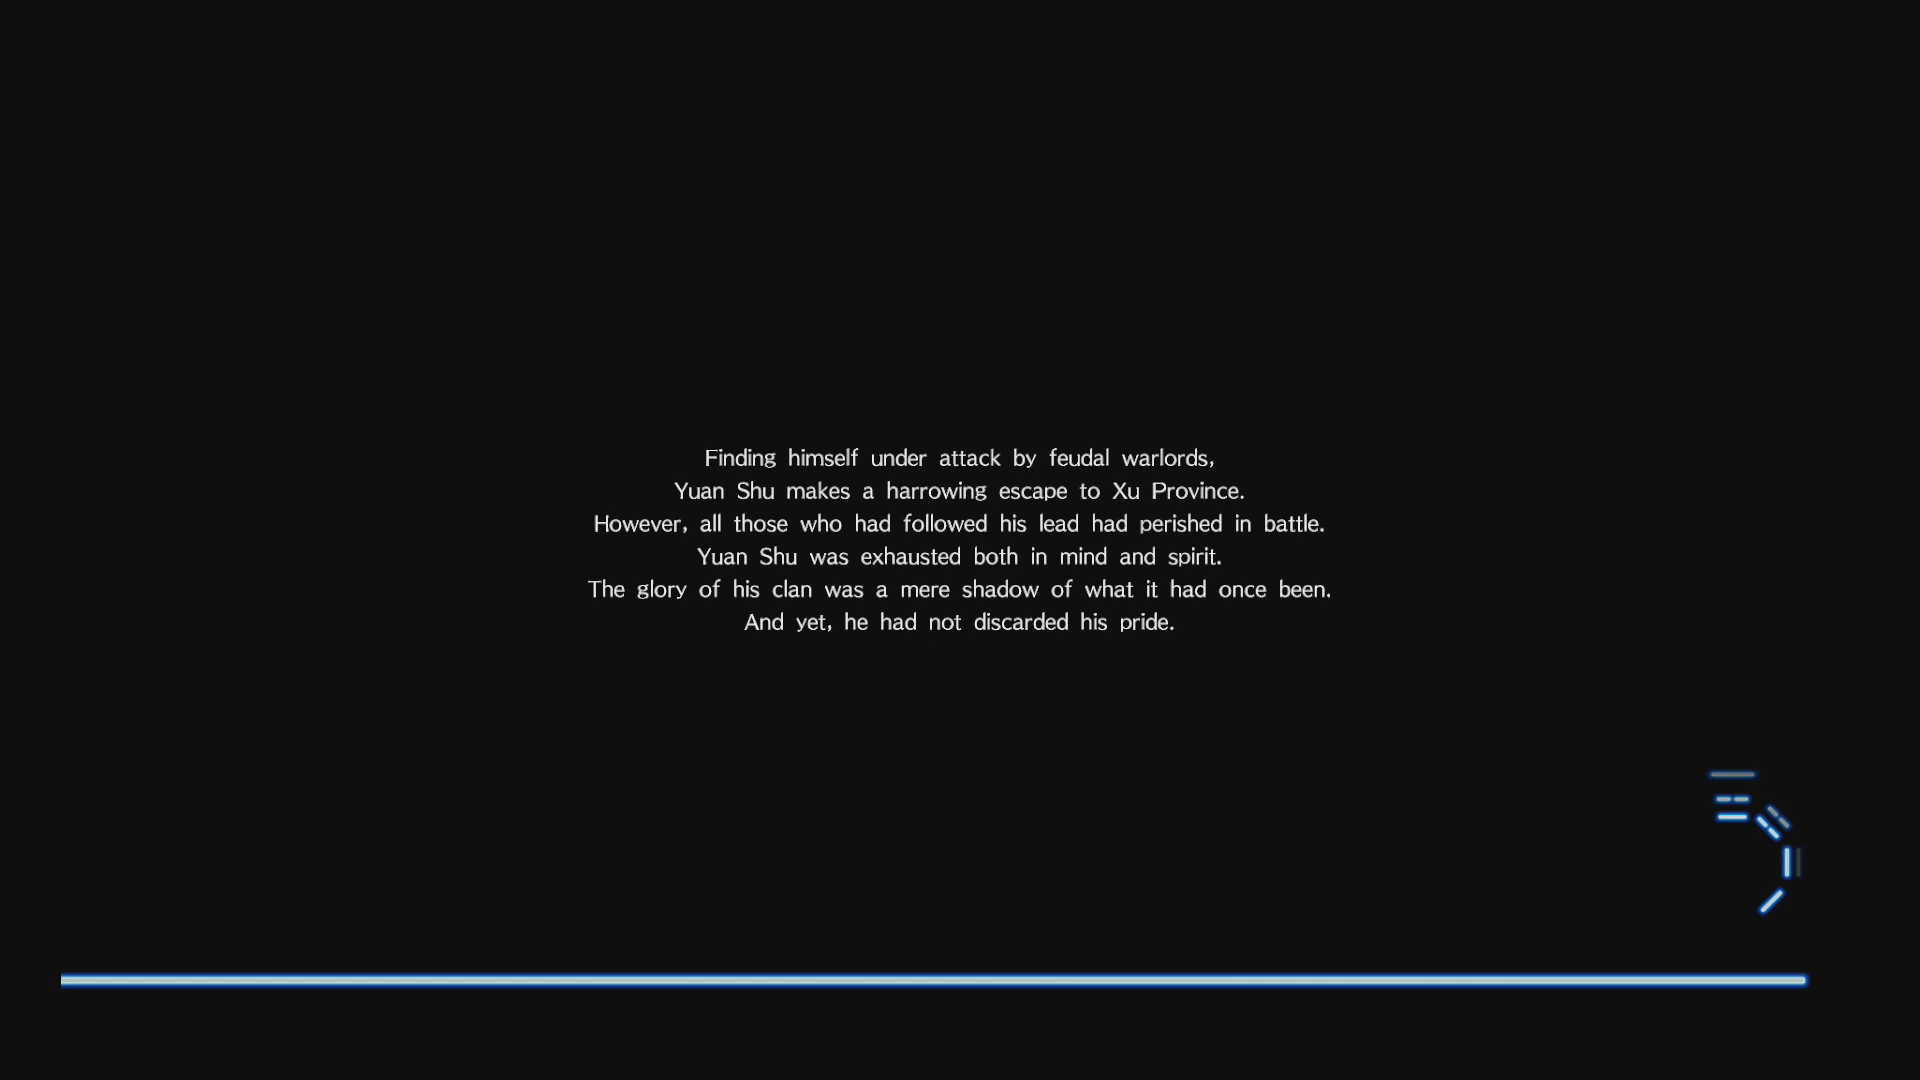 Finding himself under attack by feudal warlords,
Yuan Shu makes a harrowing escape to Xu Province.
However, all those who had followed his lead had perished in battle.
Yuan Shu was exhausted both in mind and spirit.
The glory of his clan was a mere shadow of what it had once been.
And yet, he had not discarded his pride.